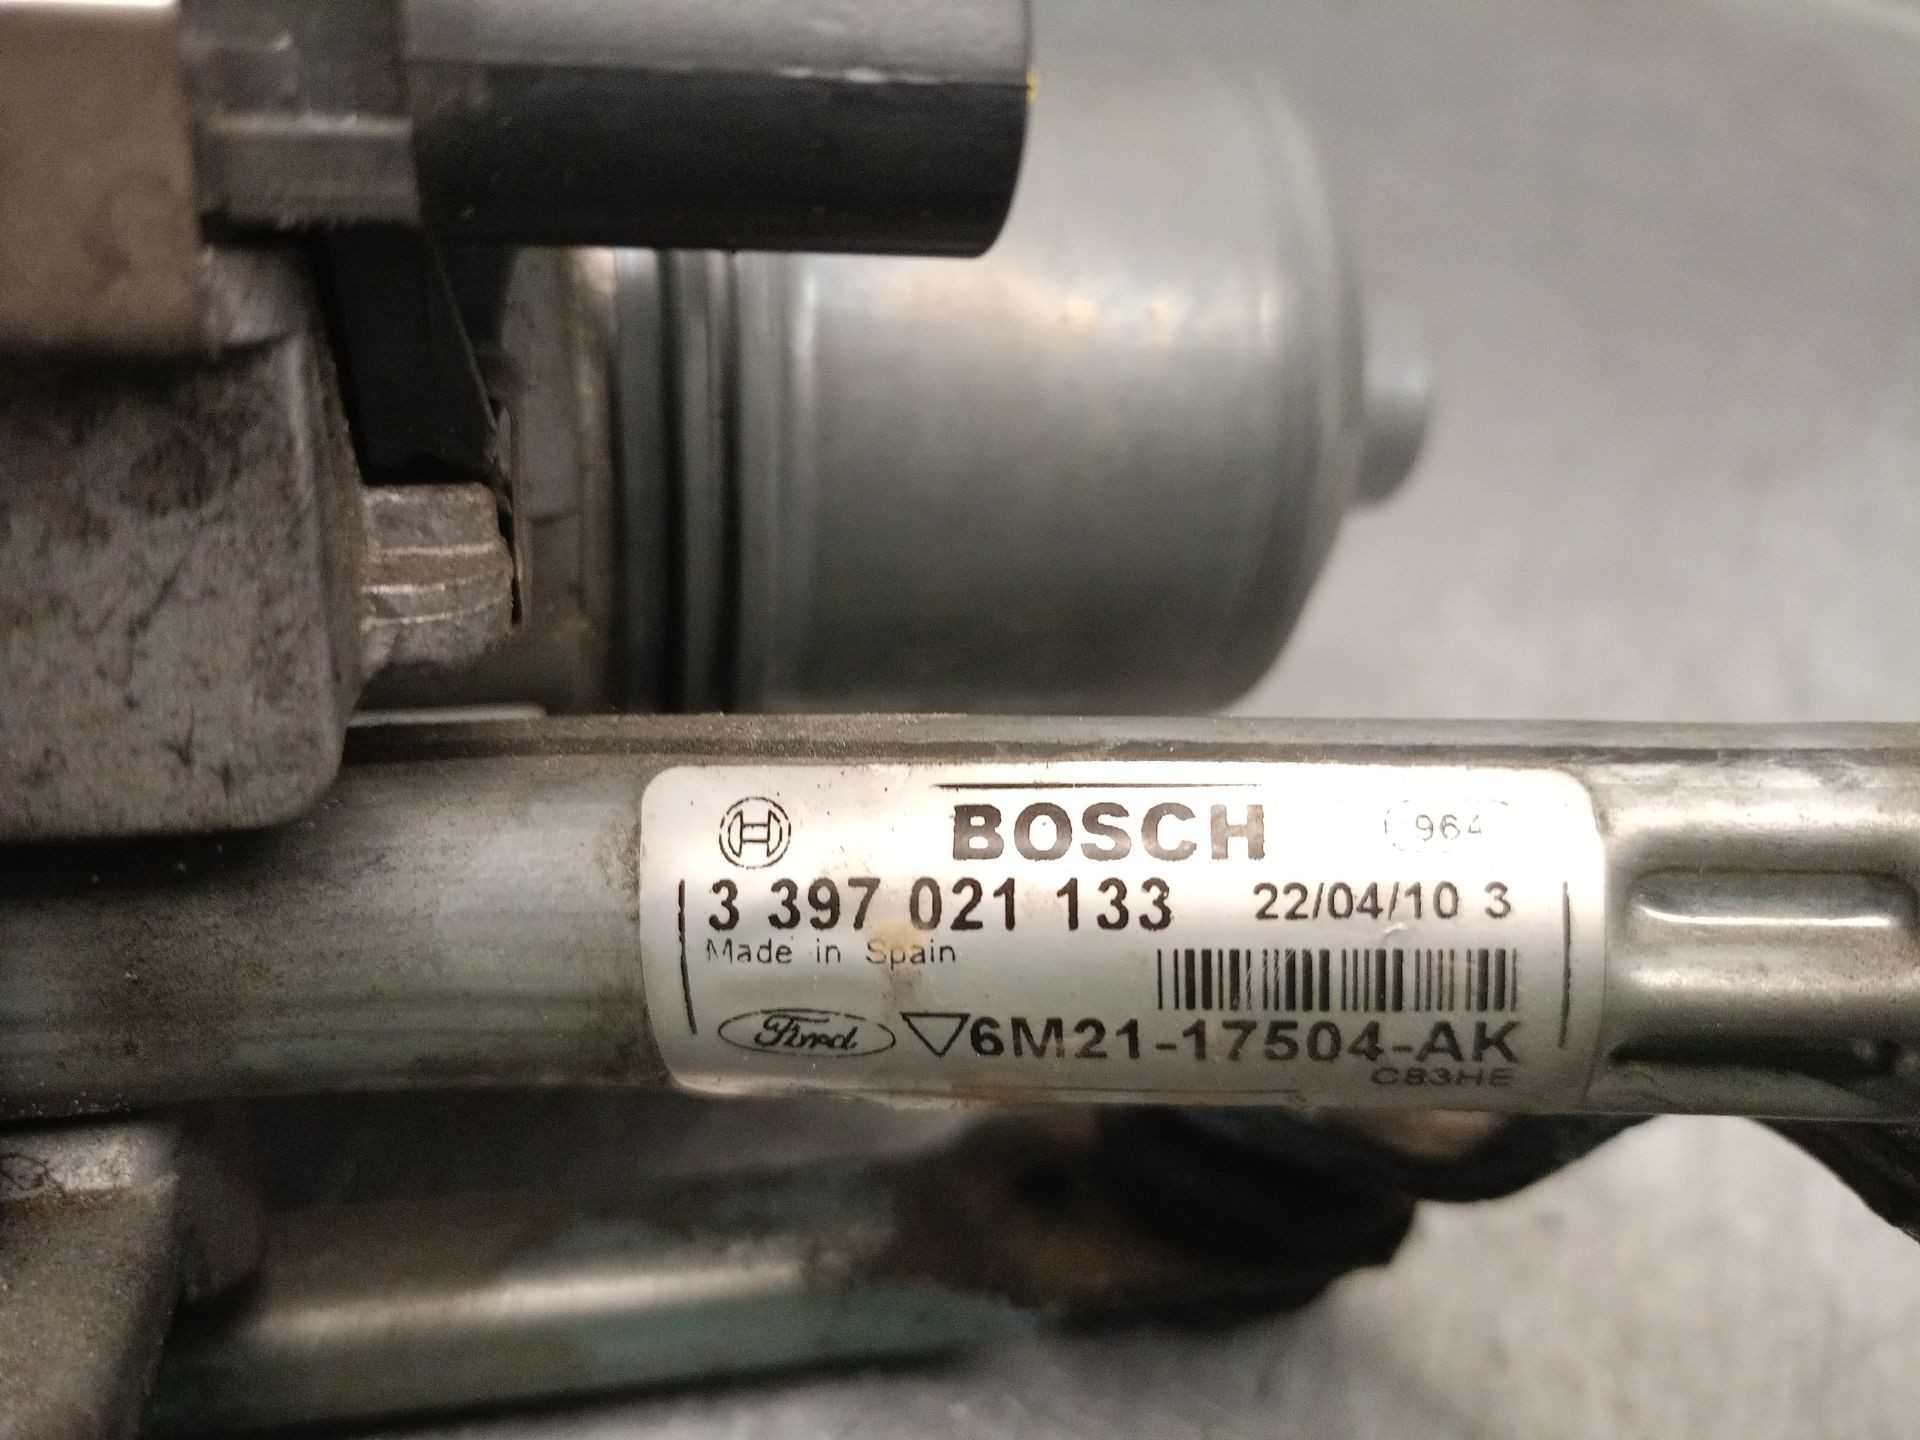 BOSCH 964
3 397 021 133 22/04/10 3
Made in Spain
Ford 6M21-17504-AK
C83HE